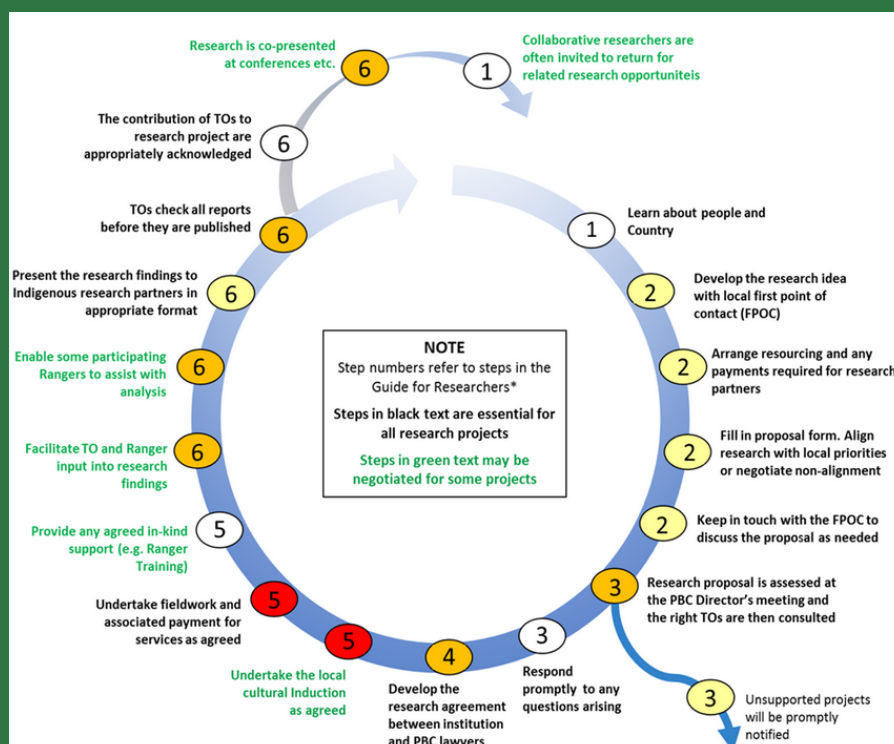 Research is co-presented
at conferences etc.
6
1
Collaborative researchers are
often invited to return for
related research opportuniteis
The contribution of TOs to
research project are
appropriately acknowledged
6
TOs check all reports
before they are published
6
1
Learn about people and
Country
Present the research findings to
Indigenous research partners in
appropriate format
6
2
Develop the research idea
with local first point of
contact (FPOC)
Enable some participating
Rangers to assist with
analysis
6
2
Arrange resourcing and any
payments required for research
partners
NOTE
Step numbers refer to steps in the
Guide for Researchers*
Steps in black text are essential for
all research projects
Steps in green text may be
negotiated for some projects
Facilitate TO and Ranger
input into research
findings
6
2
Fill in proposal form. Align
research with local priorities
or negotiate non-alignment
Provide any agreed in-kind
support (e.g. Ranger
Training)
5
2
Keep in touch with the FPOC to
discuss the proposal as needed
Undertake fieldwork and
associated payment for
services as agreed
5
3
Research proposal is assessed at
the PBC Director's meeting and
the right TOs are then consulted
Undertake the local
cultural Induction
as agreed
5
4
Develop the
research agreement
between institution
and PBC lawyers
3
Respond
promptly to any
questions arising
3
Unsupported projects
will be promptly
notified